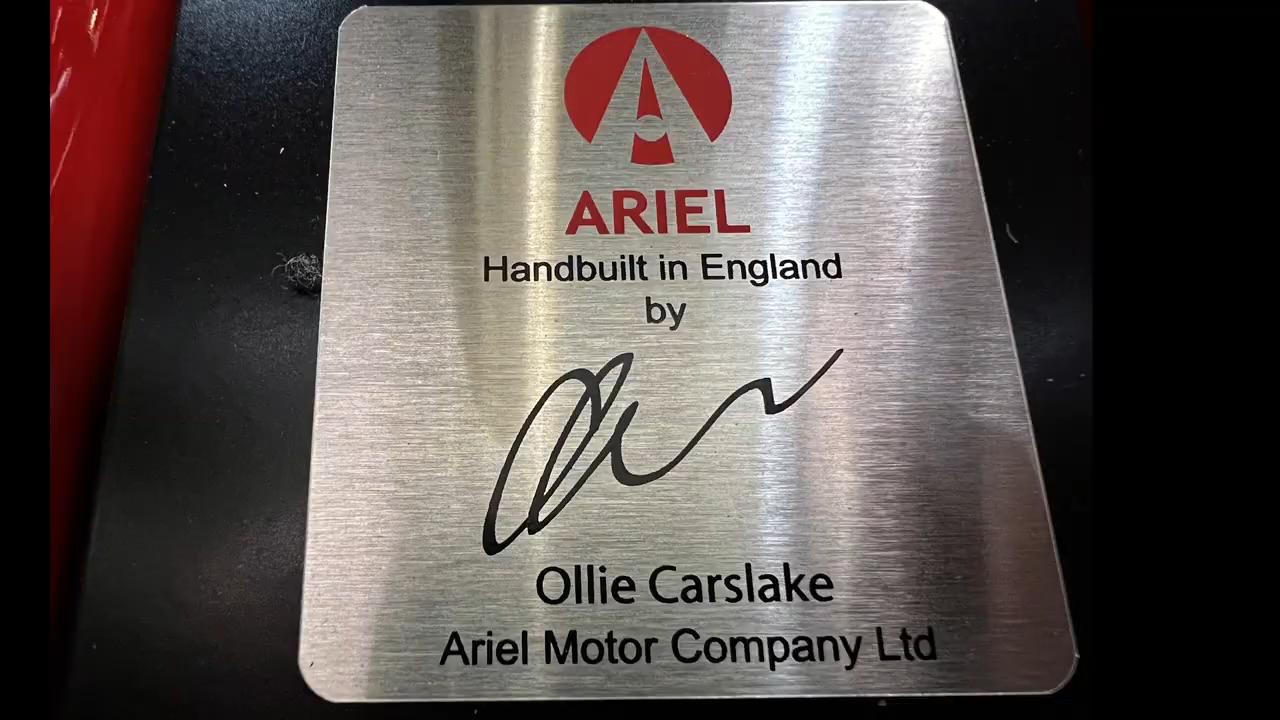 ARIEL
Handbuilt in England
by
Ollie Carslake
Ariel Motor Company Ltd